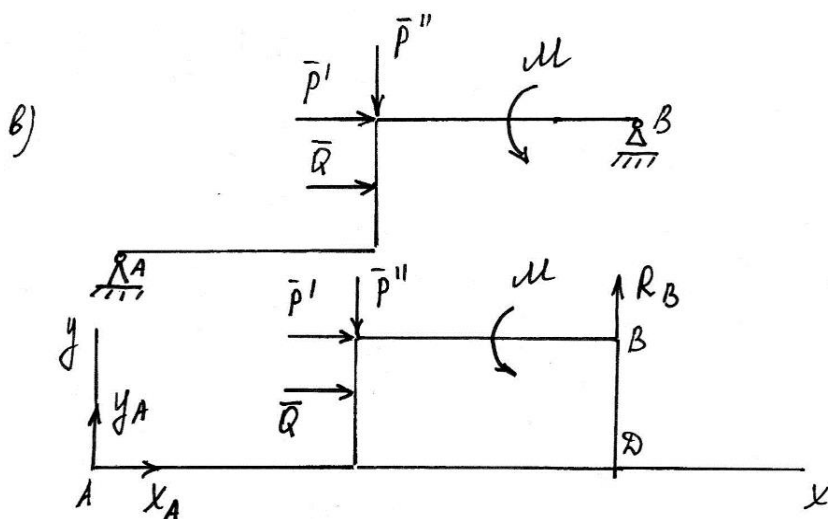 P̄''
в) P̄' M B
Q̄
A
P̄' P̄'' M R_B
y B
Q̄
y_A D
A X_A X